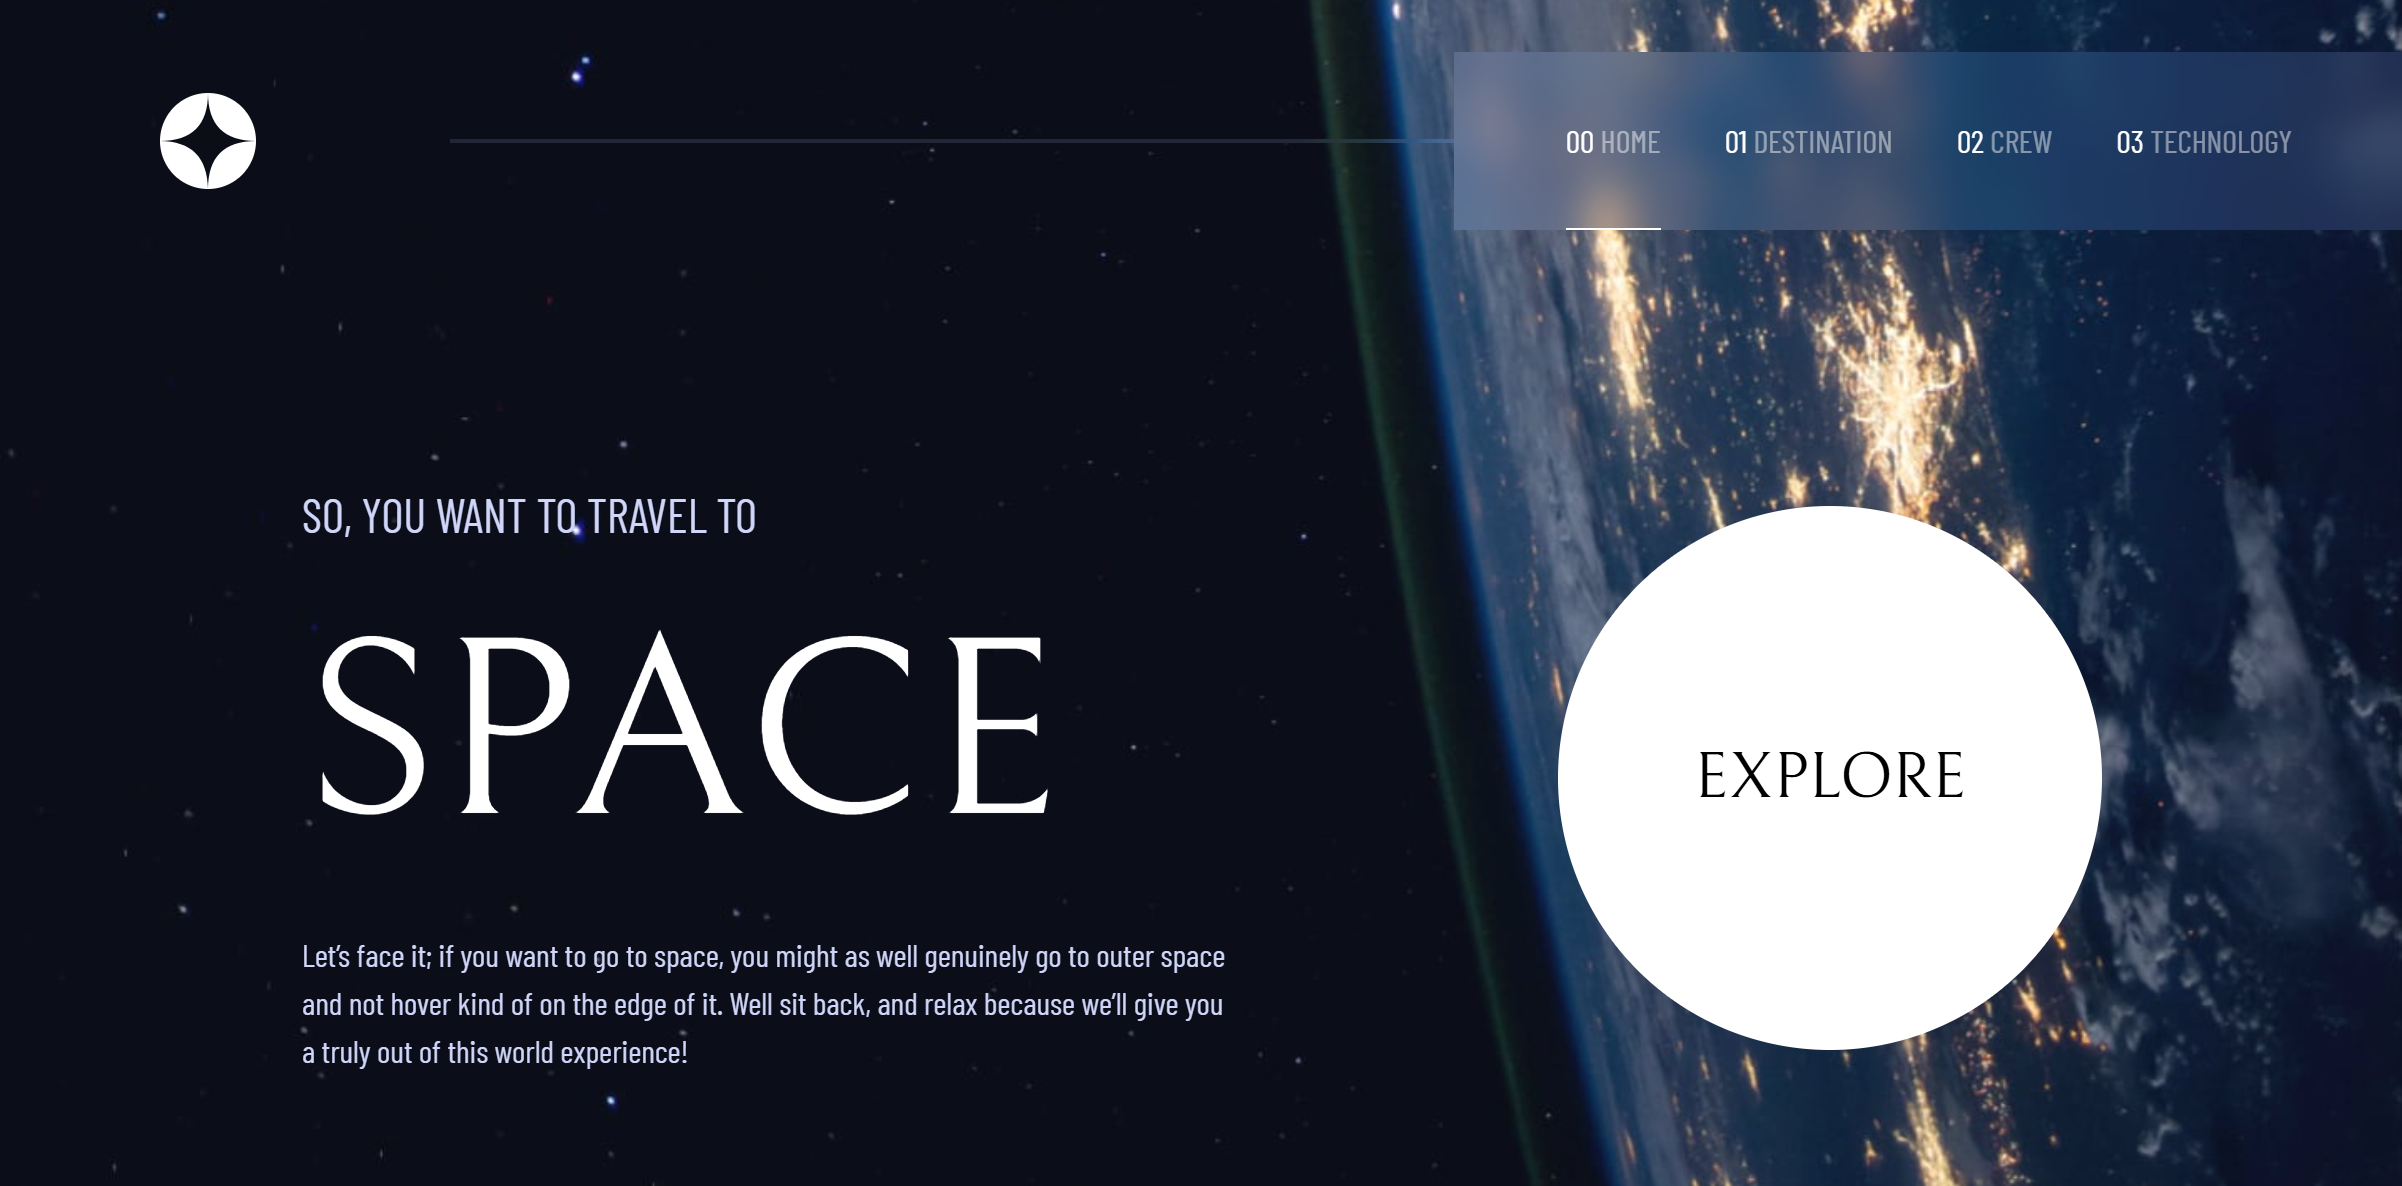 00 HOME 01 DESTINATION 02 CREW 03 TECHNOLOGY
SO, YOU WANT TO TRAVEL TO
SPACE
Let’s face it; if you want to go to space, you might as well genuinely go to outer space
and not hover kind of on the edge of it. Well sit back, and relax because we’ll give you
a truly out of this world experience!
EXPLORE